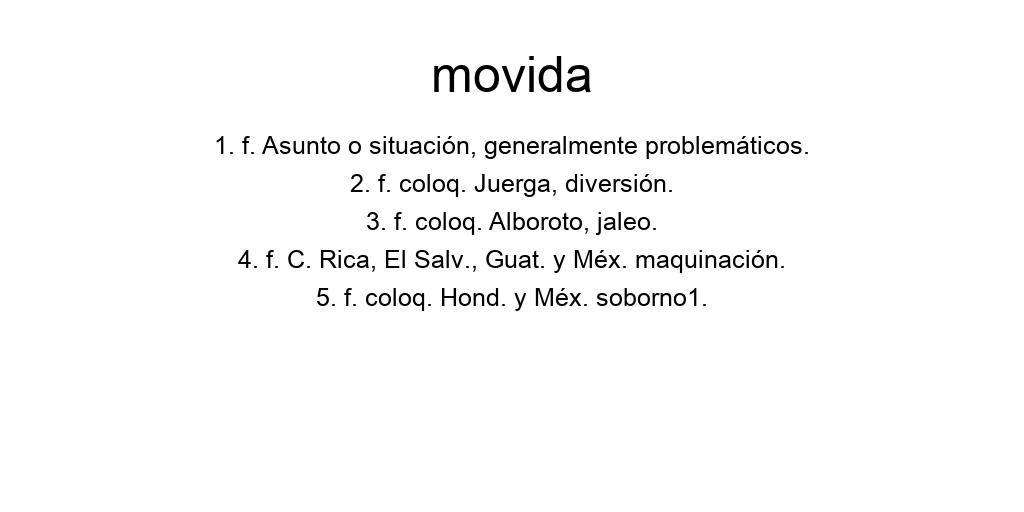 movida
1. f. Asunto o situación, generalmente problemáticos.
2. f. coloq. Juerga, diversión.
3. f. coloq. Alboroto, jaleo.
4. f. C. Rica, El Salv., Guat. y Méx. maquinación.
5. f. coloq. Hond. y Méx. soborno1.